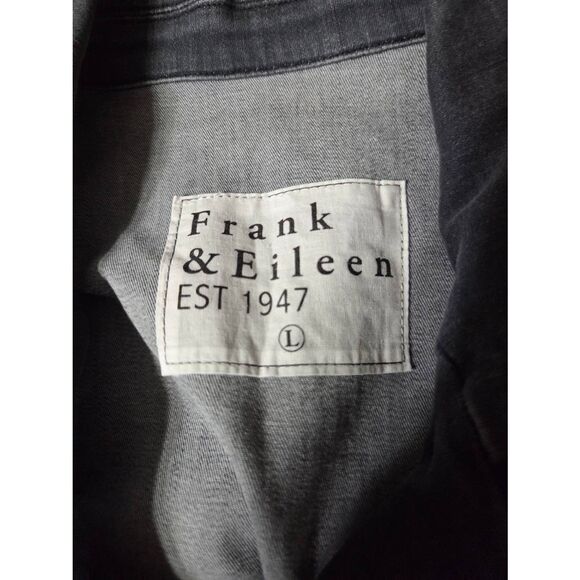 Frank
& Eileen
EST 1947
L